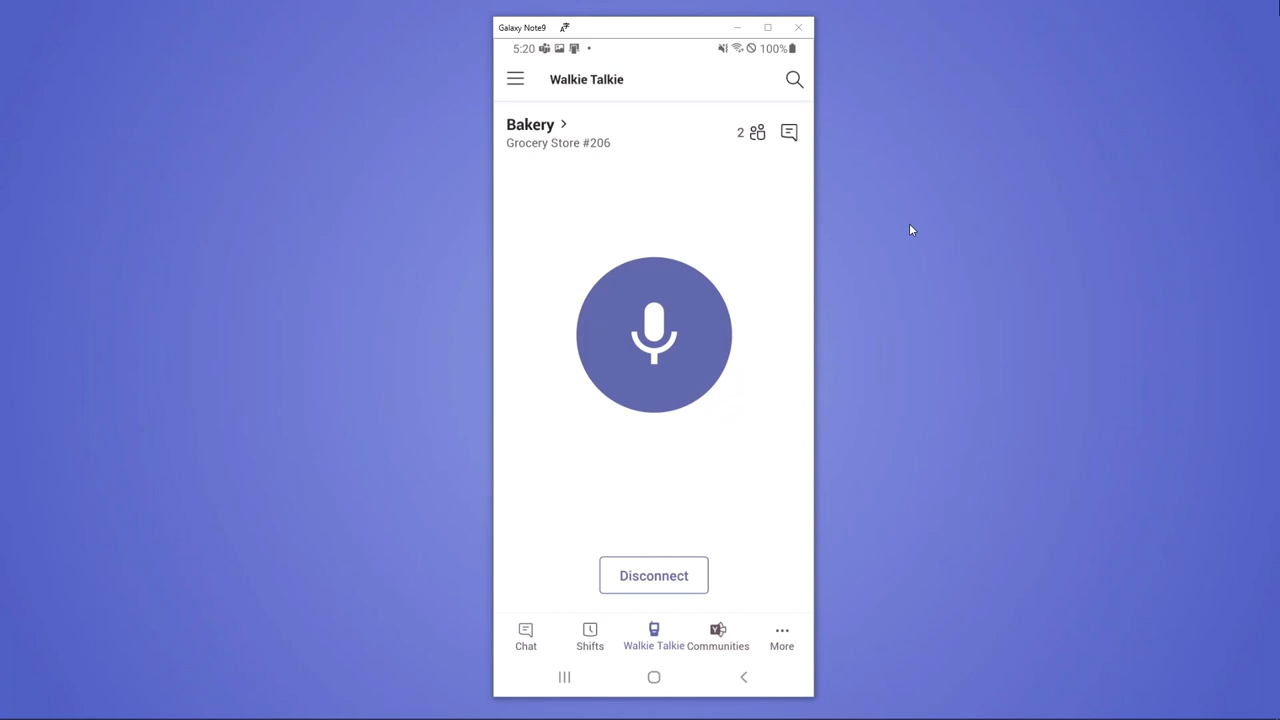 Galaxy Note9
5:20
100%
Walkie Talkie
Bakery
Grocery Store #206
2
Disconnect
Chat
Shifts
Walkie Talkie
Communities
More